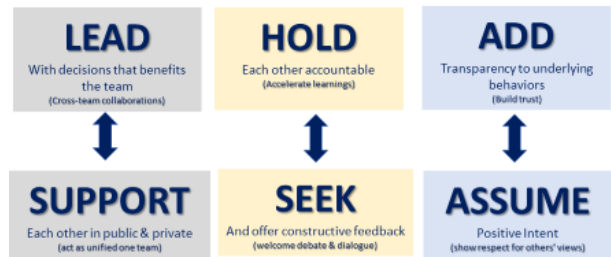 LEAD
With decisions that benefits
the team
(Cross-team collaborations)
HOLD
Each other accountable
(Accelerate learnings)
ADD
Transparency to underlying
behaviors
(Build trust)
SUPPORT
Each other in public & private
(act as unified one team)
SEEK
And offer constructive feedback
(welcome debate & dialogue)
ASSUME
Positive Intent
(show respect for others' views)